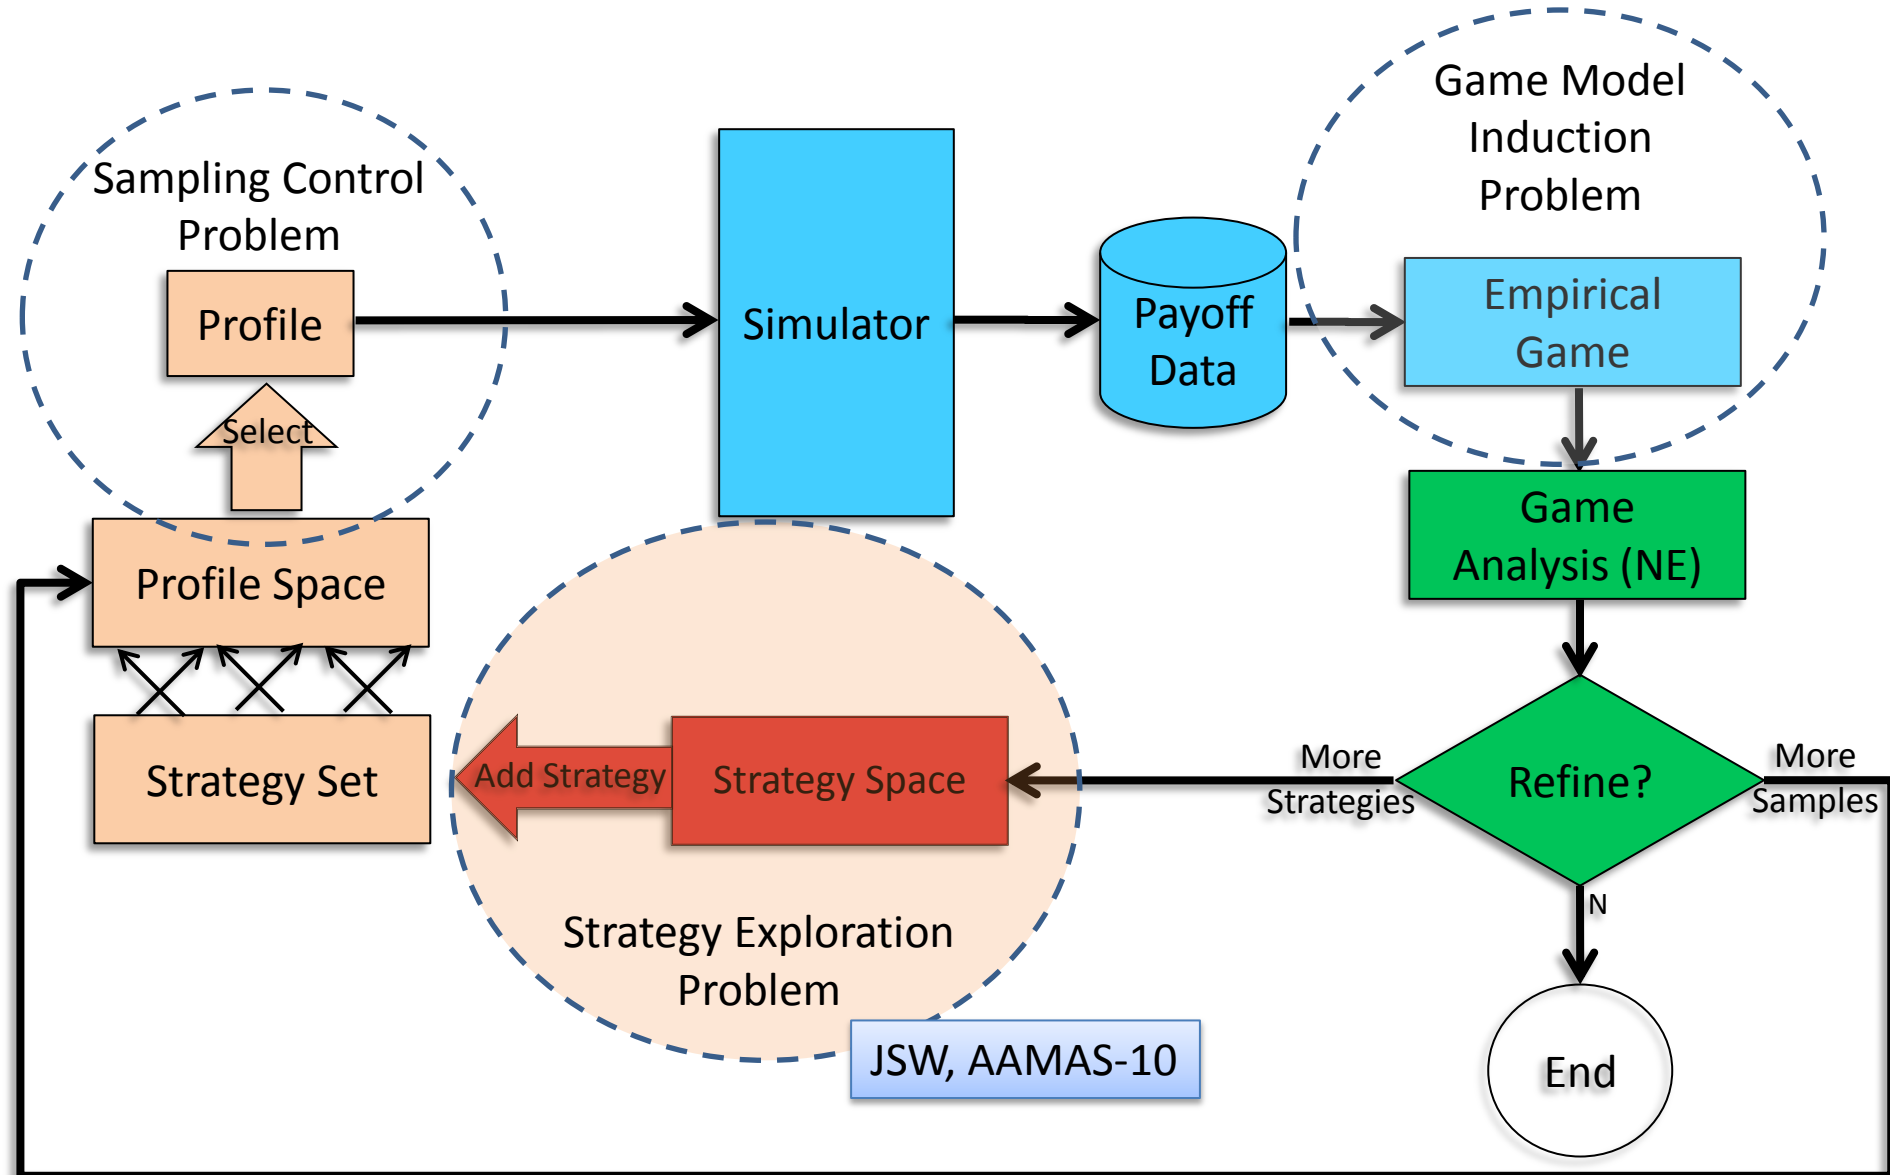 Sampling Control
Problem
Profile
Select
Profile Space
Strategy Set
Simulator
Payoff
Data
Game Model
Induction
Problem
Empirical
Game
Game
Analysis (NE)
Refine?
More
Strategies
More
Samples
N
End
Add Strategy
Strategy Space
Strategy Exploration
Problem
JSW, AAMAS-10